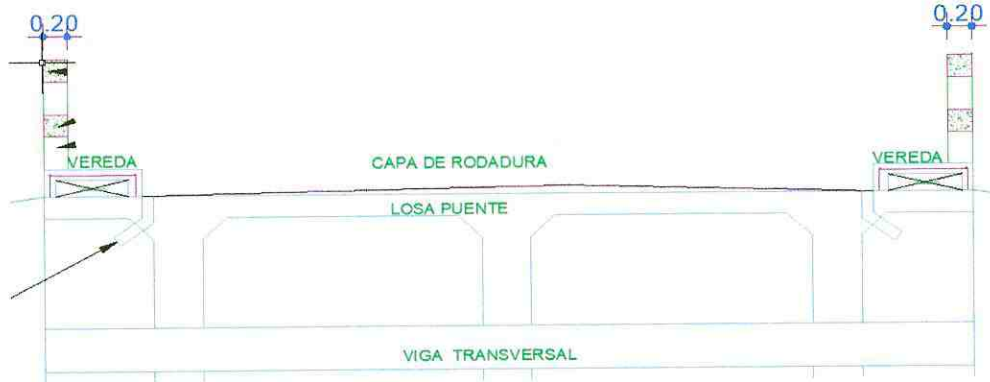 0.20
0.20
VEREDA
CAPA DE RODADURA
VEREDA
LOSA PUENTE
VIGA TRANSVERSAL